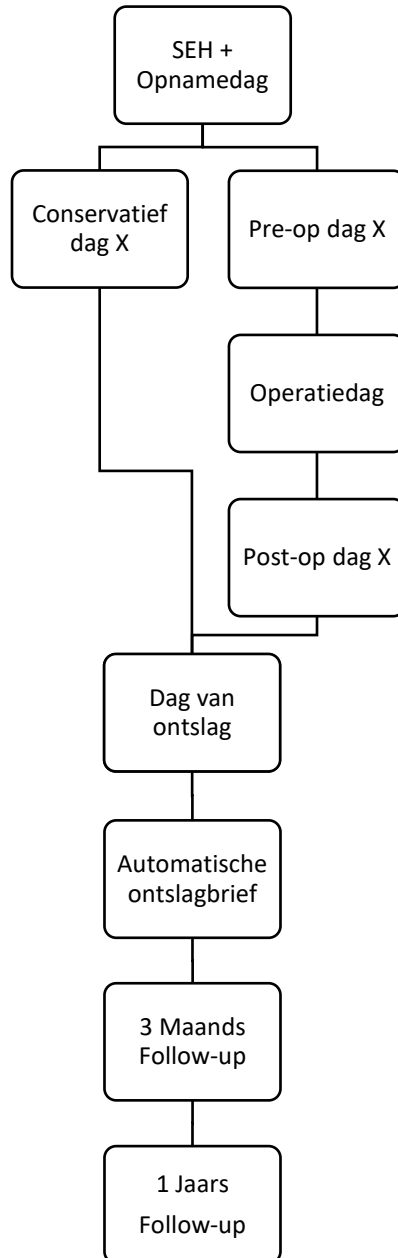 SEH +
Opnamedag
Conservatief
dag X
Pre-op dag X
Operatiedag
Post-op dag X
Dag van
ontslag
Automatische
ontslagbrief
3 Maands
Follow-up
1 Jaars
Follow-up